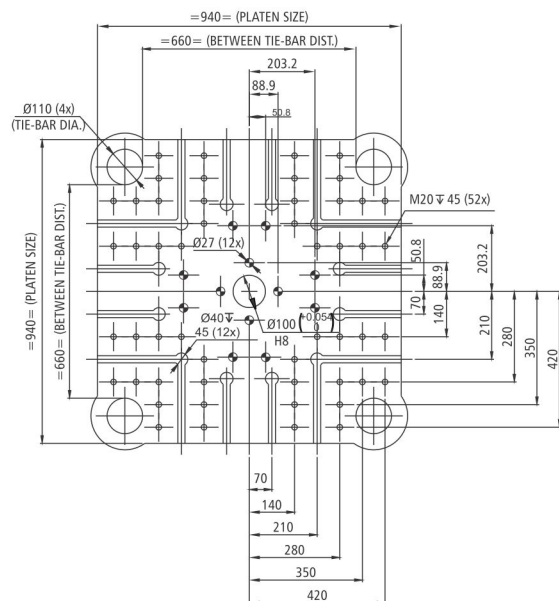 =940= (PLATEN SIZE)
=660= (BETWEEN TIE-BAR DIST.)
203.2
88.9
50.8
Ø110 (4x)
(TIE-BAR DIA.)
M20 ↧ 45 (52x)
=940= (PLATEN SIZE)
=660= (BETWEEN TIE-BAR DIST.)
Ø27 (12x)
50.8
88.9
203.2
Ø100 (+0.054
0)
H8
Ø40 ↧
45 (12x)
70
140
210
280
350
420
70
140
210
280
350
420